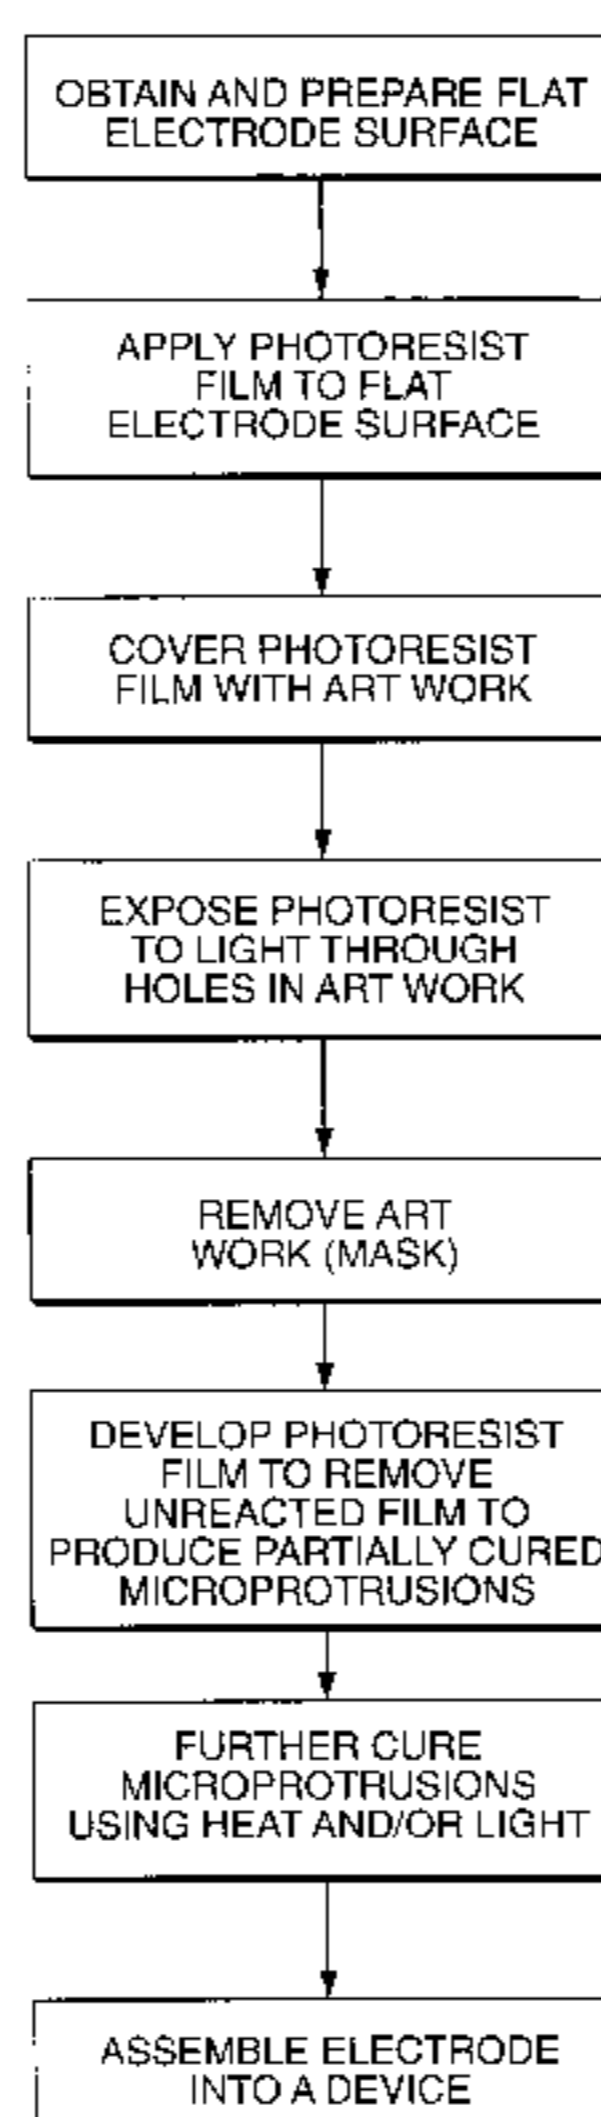 OBTAIN AND PREPARE FLAT
ELECTRODE SURFACE
APPLY PHOTORESIST
FILM TO FLAT
ELECTRODE SURFACE
COVER PHOTORESIST
FILM WITH ART WORK
EXPOSE PHOTORESIST
TO LIGHT THROUGH
HOLES IN ART WORK
REMOVE ART
WORK (MASK)
DEVELOP PHOTORESIST
FILM TO REMOVE
UNREACTED FILM TO
PRODUCE PARTIALLY CURED
MICROPROTRUSIONS
FURTHER CURE
MICROPROTRUSIONS
USING HEAT AND/OR LIGHT
ASSEMBLE ELECTRODE
INTO A DEVICE